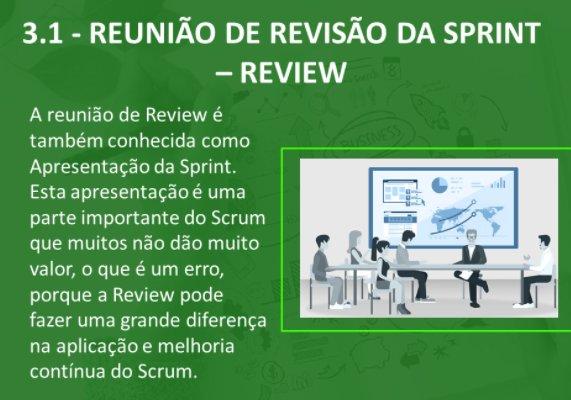 3.1 - REUNIÃO DE REVISÃO DA SPRINT
– REVIEW
A reunião de Review é
também conhecida como
Apresentação da Sprint.
Esta apresentação é uma
parte importante do Scrum
que muitos não dão muito
valor, o que é um erro,
porque a Review pode
fazer uma grande diferença
na aplicação e melhoria
contínua do Scrum.
BUSINESS